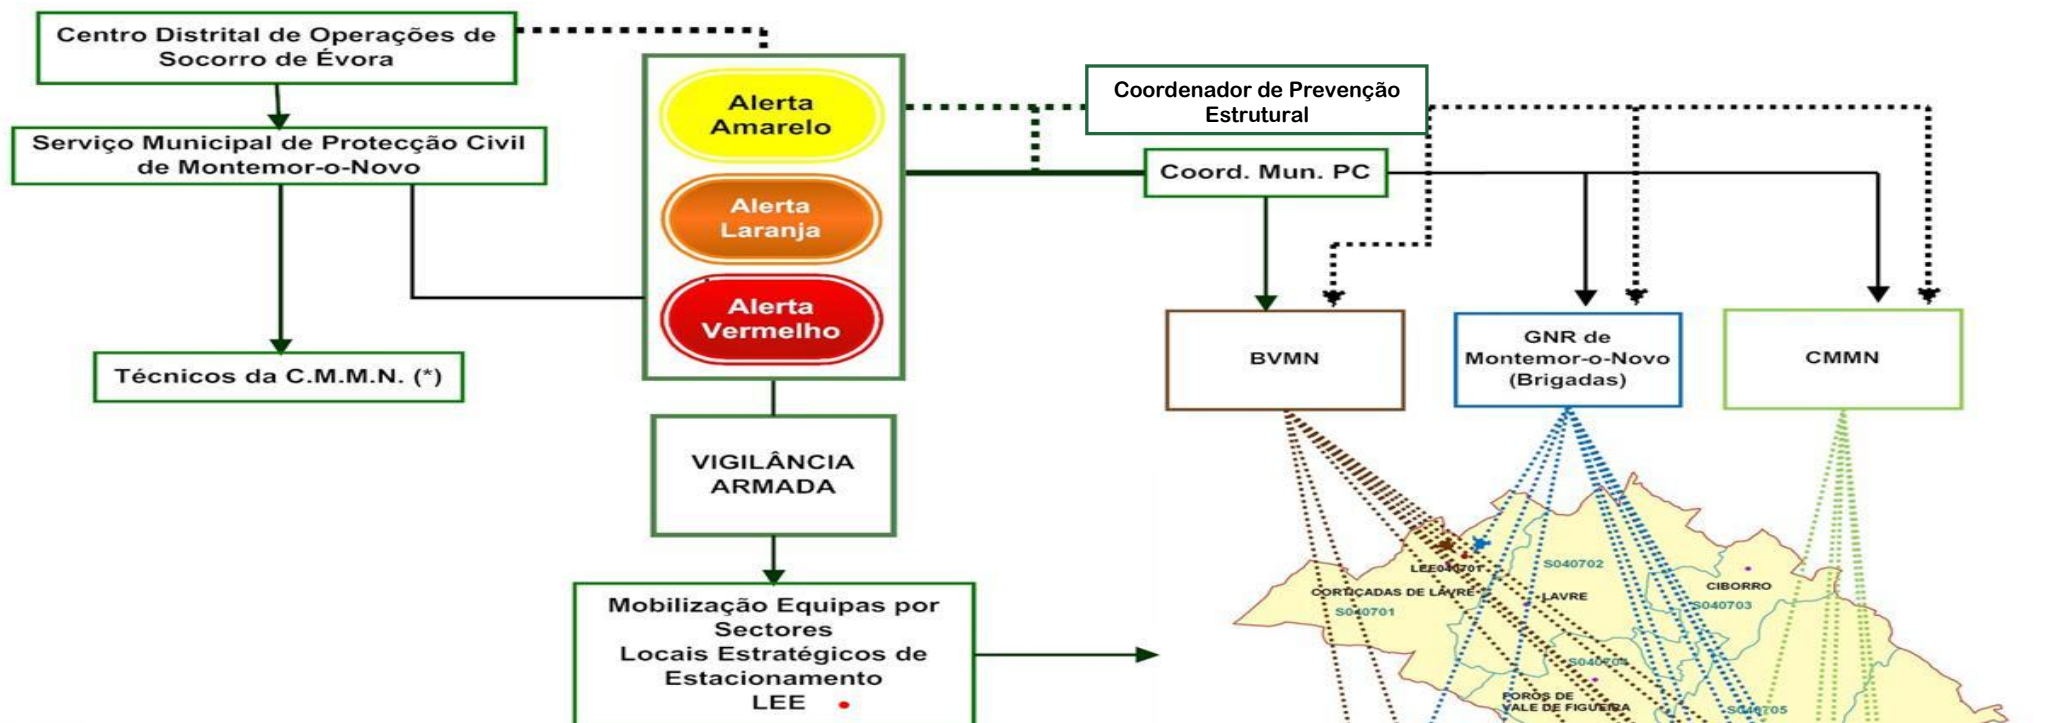 Centro Distrital de Operações de
Socorro de Évora
Serviço Municipal de Protecção Civil
de Montemor-o-Novo
Técnicos da C.M.M.N. (*)
Alerta
Amarelo
Alerta
Laranja
Alerta
Vermelho
VIGILÂNCIA
ARMADA
Mobilização Equipas por
Sectores
Locais Estratégicos de
Estacionamento
LEE
Coordenador de Prevenção
Estrutural
Coord. Mun. PC
BVMN
GNR de
Montemor-o-Novo
(Brigadas)
CMMN
LEE040701
S040702
CORTIÇADAS DE LAVRE
S040701
LAVRE
CIBORRO
S040703
S040704
FOROS DE
VALE DE FIGUEIRA
S040705